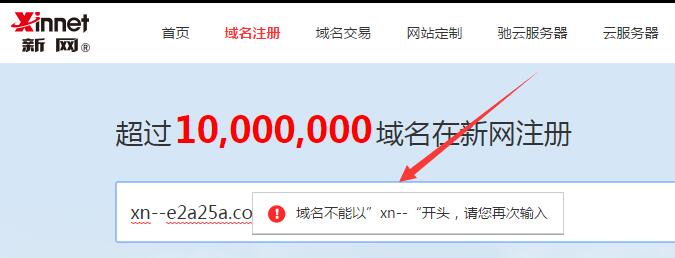 Xinnet
新网®
首页 域名注册 域名交易 网站定制 驰云服务器 云服务器
超过10,000,000域名在新网注册
xn--e2a25a.co
域名不能以”xn--“开头，请您再次输入